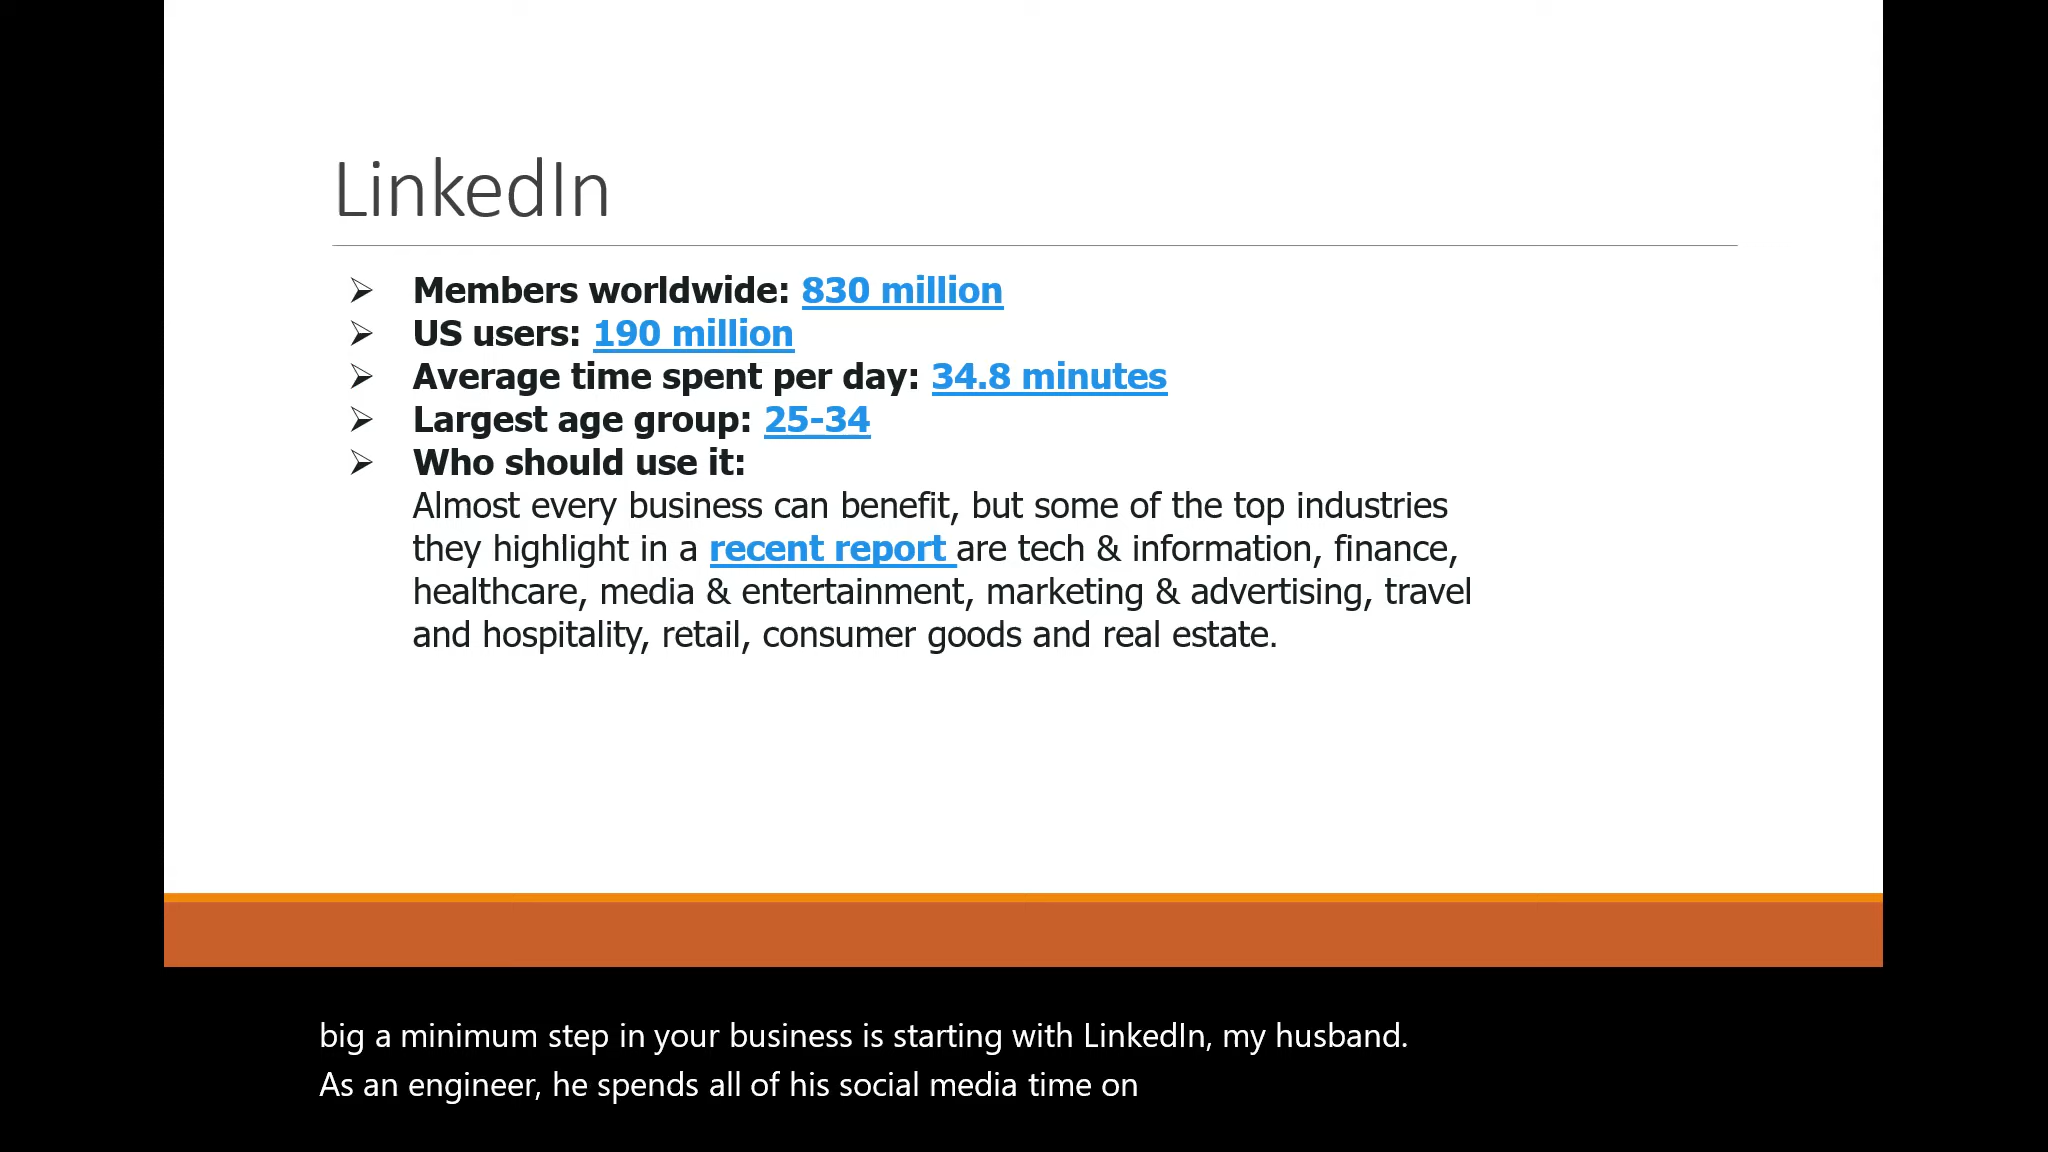 LinkedIn
➢ Members worldwide: 830 million
➢ US users: 190 million
➢ Average time spent per day: 34.8 minutes
➢ Largest age group: 25-34
➢ Who should use it:
Almost every business can benefit, but some of the top industries
they highlight in a recent report are tech & information, finance,
healthcare, media & entertainment, marketing & advertising, travel
and hospitality, retail, consumer goods and real estate.
big a minimum step in your business is starting with LinkedIn, my husband.
As an engineer, he spends all of his social media time on